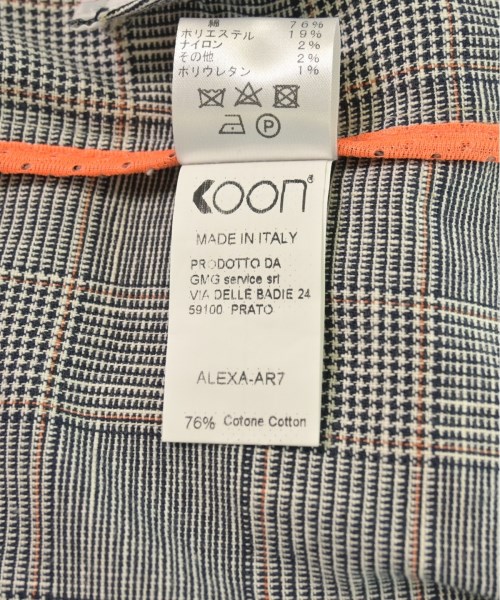 綿 76%
ポリエステル 19%
ナイロン 2%
その他 2%
ポリウレタン 1%
P
KOON®
MADE IN ITALY
PRODOTTO DA
GMG service srl
VIA DELLE BADIE 24
59100 PRATO
ALEXA-AR7
76% Cotone Cotton